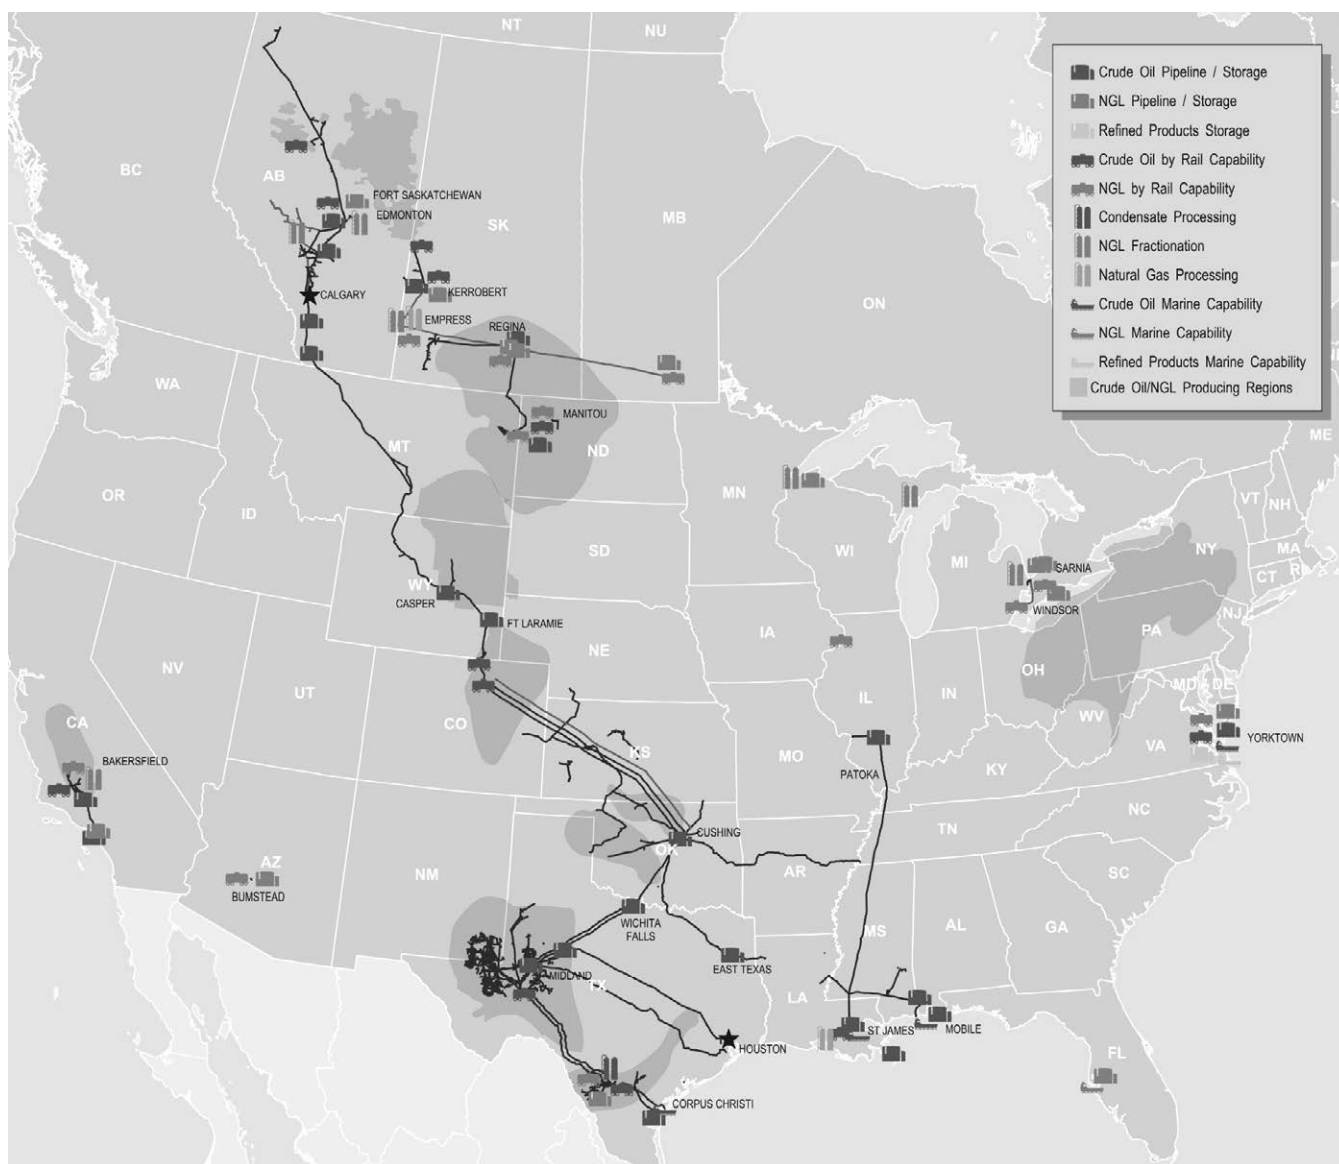 NT
NU
AK
Crude Oil Pipeline / Storage
NGL Pipeline / Storage
Refined Products Storage
Crude Oil by Rail Capability
NGL by Rail Capability
Condensate Processing
NGL Fractionation
Natural Gas Processing
Crude Oil Marine Capability
NGL Marine Capability
Refined Products Marine Capability
Crude Oil/NGL Producing Regions
BC
AB
FORT SASKATCHEWAN
EDMONTON
SK
MB
CALGARY
KERROBERT
ON
EMPRESS
REGINA
WA
MANITOU
MT
ND
ME
OR
ID
MN
VT
NH
SD
WI
MI
NY
MA
SARNIA
CT
RI
WY
CASPER
WINDSOR
NJ
FT LARAMIE
IA
PA
NE
NV
UT
OH
IL
IN
MD
DE
CA
CO
WV
KS
MO
VA
YORKTOWN
BAKERSFIELD
PATOKA
KY
NC
CUSHING
TN
OK
AZ
NM
AR
SC
BUMSTEAD
WICHITA
FALLS
MS
AL
GA
MIDLAND
EAST TEXAS
TX
LA
ST JAMES
MOBILE
HOUSTON
FL
CORPUS CHRISTI